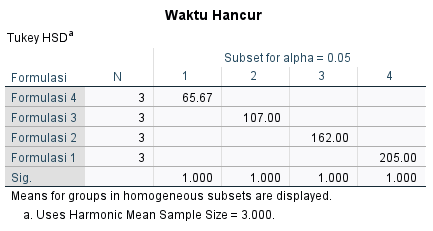 Waktu Hancur
Tukey HSDa
Subset for alpha = 0.05
Formulasi N 1 2 3 4
Formulasi 4 3 65.67
Formulasi 3 3 107.00
Formulasi 2 3 162.00
Formulasi 1 3 205.00
Sig. 1.000 1.000 1.000 1.000
Means for groups in homogeneous subsets are displayed.
a. Uses Harmonic Mean Sample Size = 3.000.